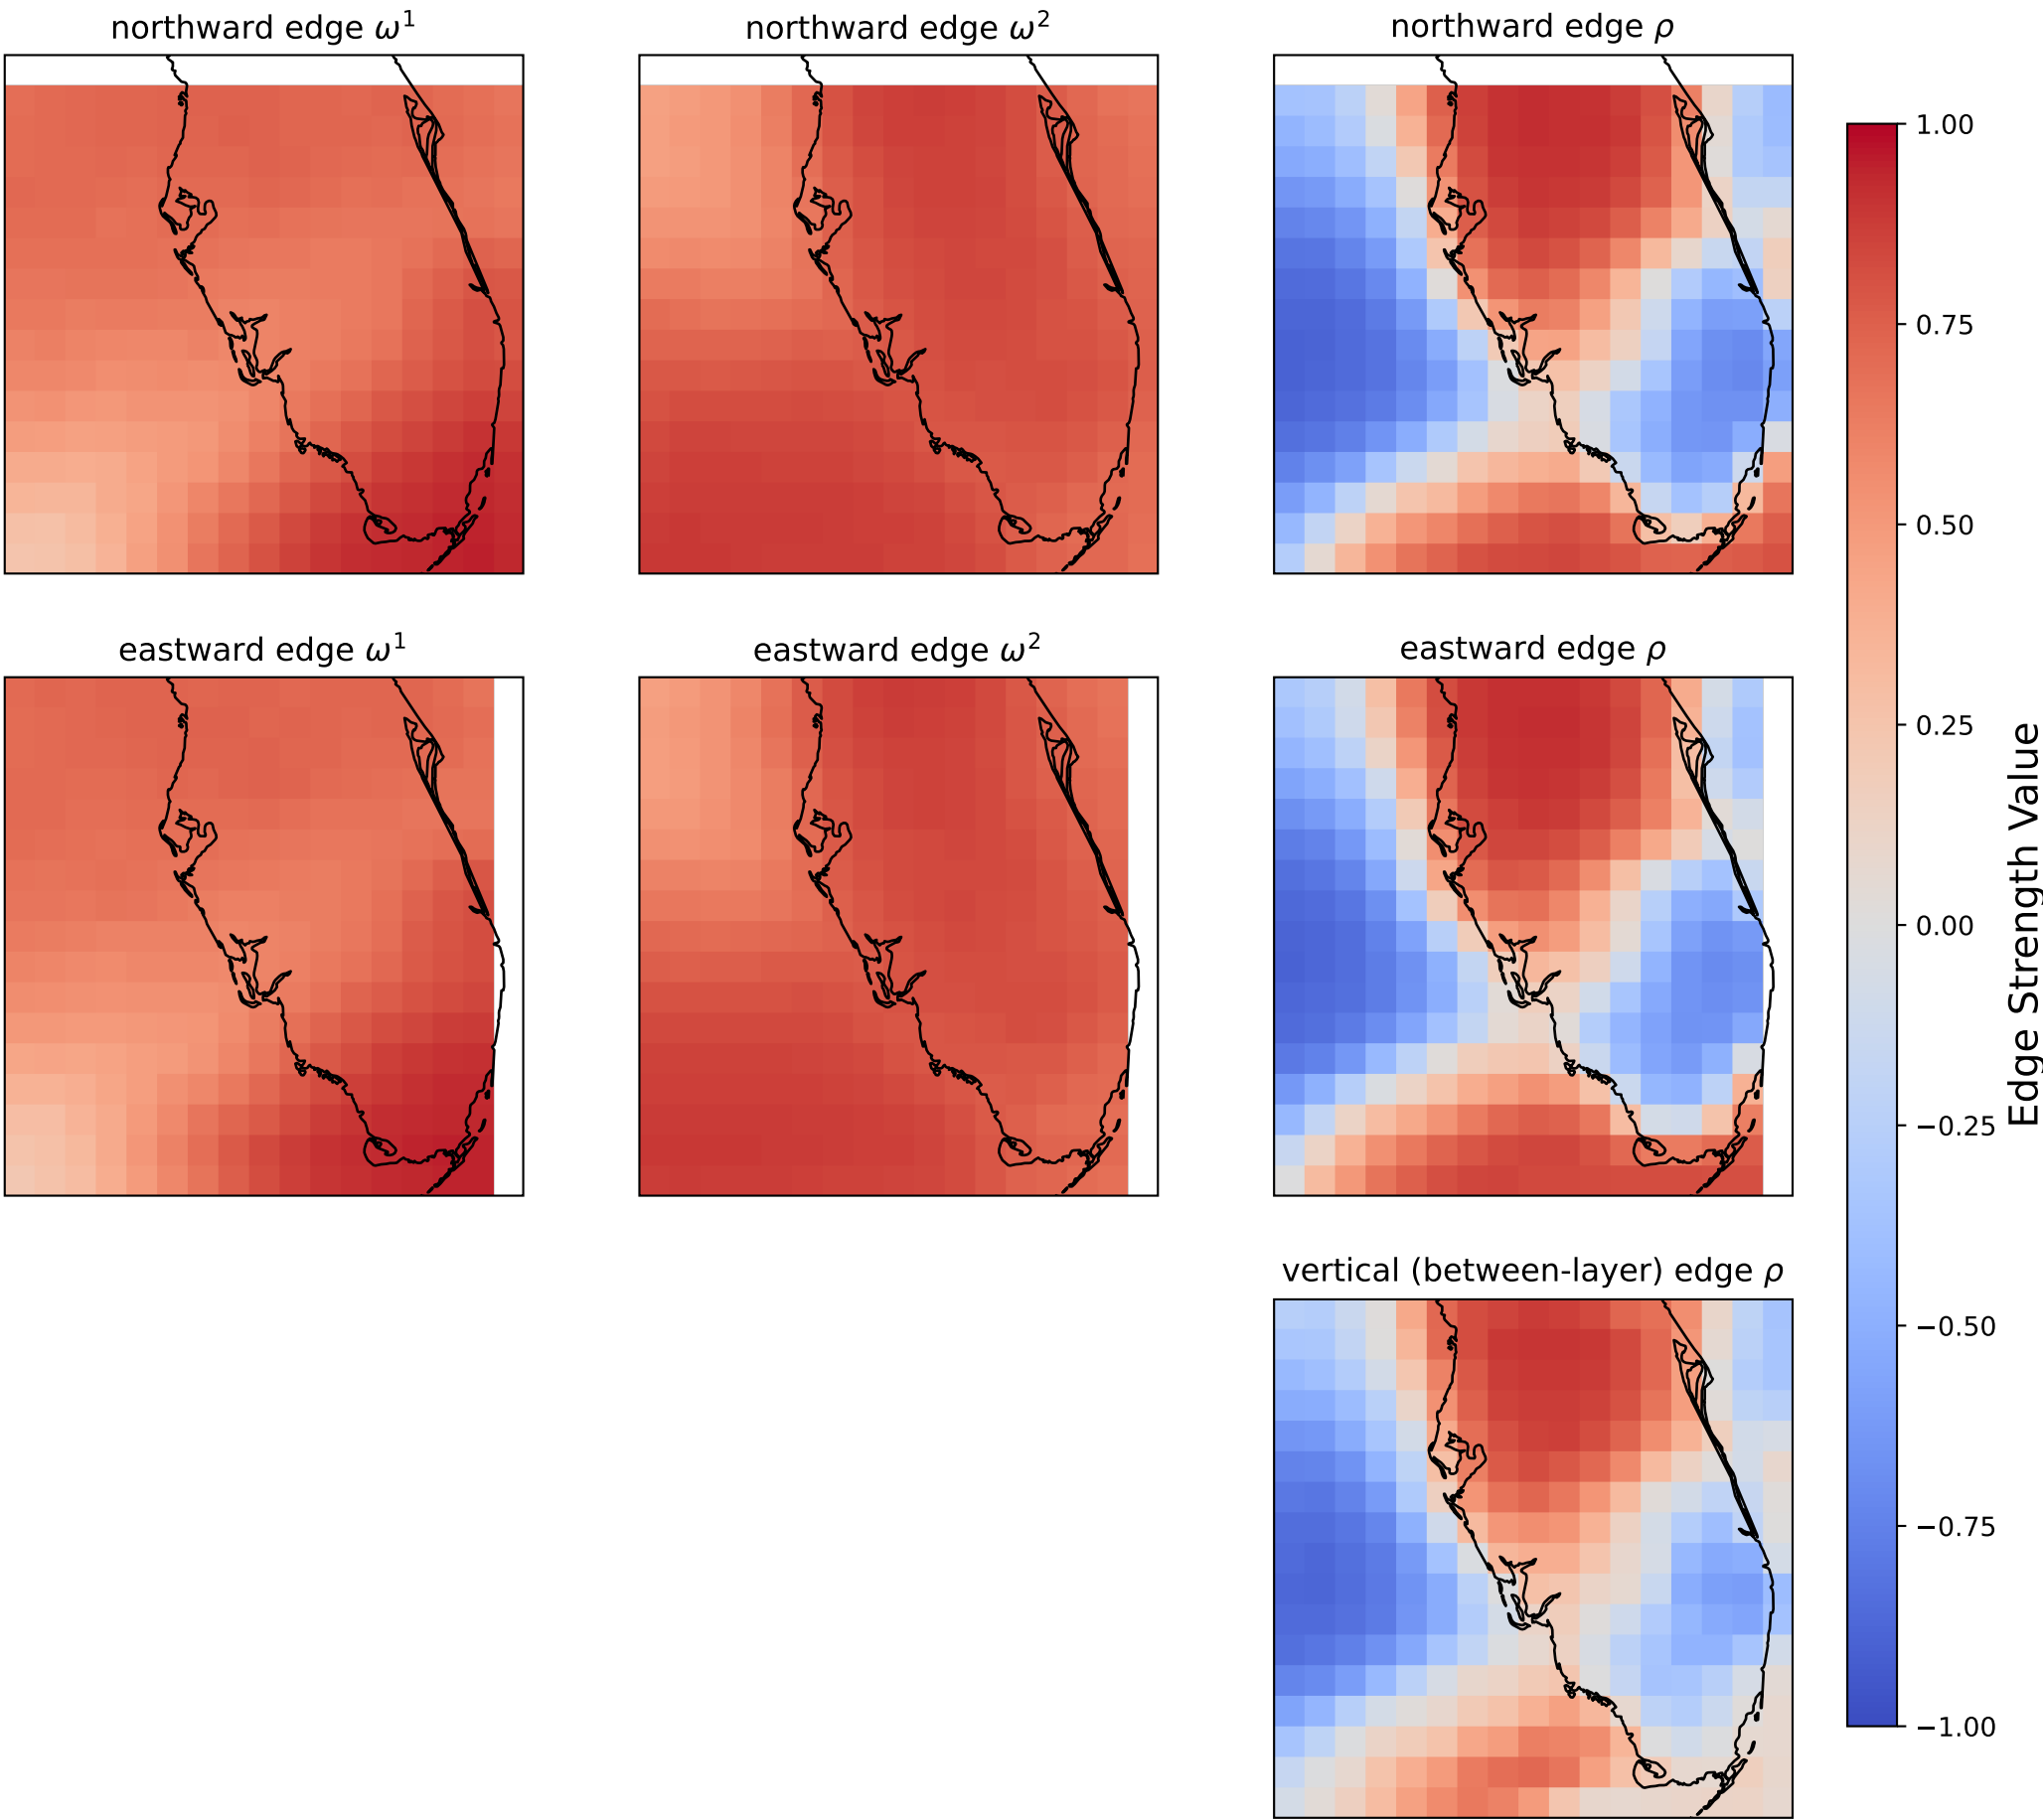 northward edge ω¹
northward edge ω²
northward edge ρ
eastward edge ω¹
eastward edge ω²
eastward edge ρ
vertical (between-layer) edge ρ
1.00
0.75
0.50
0.25
0.00
−0.25
−0.50
−0.75
−1.00
Edge Strength Value